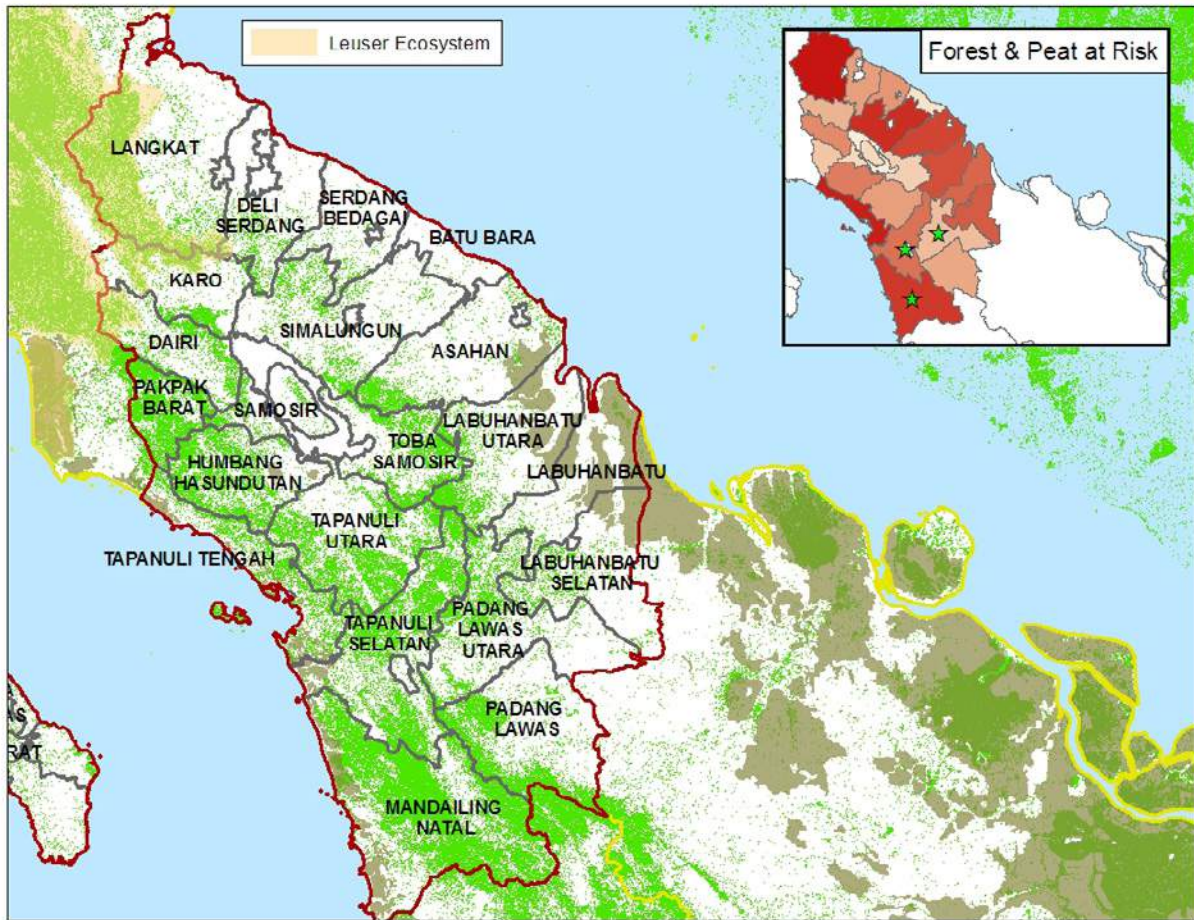 Leuser Ecosystem
Forest & Peat at Risk
LANGKAT
DELI
SERDANG
SERDANG
BEDAGAI
BATU BARA
KARO
SIMALUNGUN
ASAHAN
DAIRI
PAKPAK
BARAT
SAMOSIR
TOBA
SAMOSIR
LABUHANBATU
UTARA
LABUHANBATU
HUMBANG
HASUNDUTAN
TAPANULI
UTARA
TAPANULI TENGAH
LABUHANBATU
SELATAN
TAPANULI
SELATAN
PADANG
LAWAS
UTARA
PADANG
LAWAS
MANDAILING
NATAL